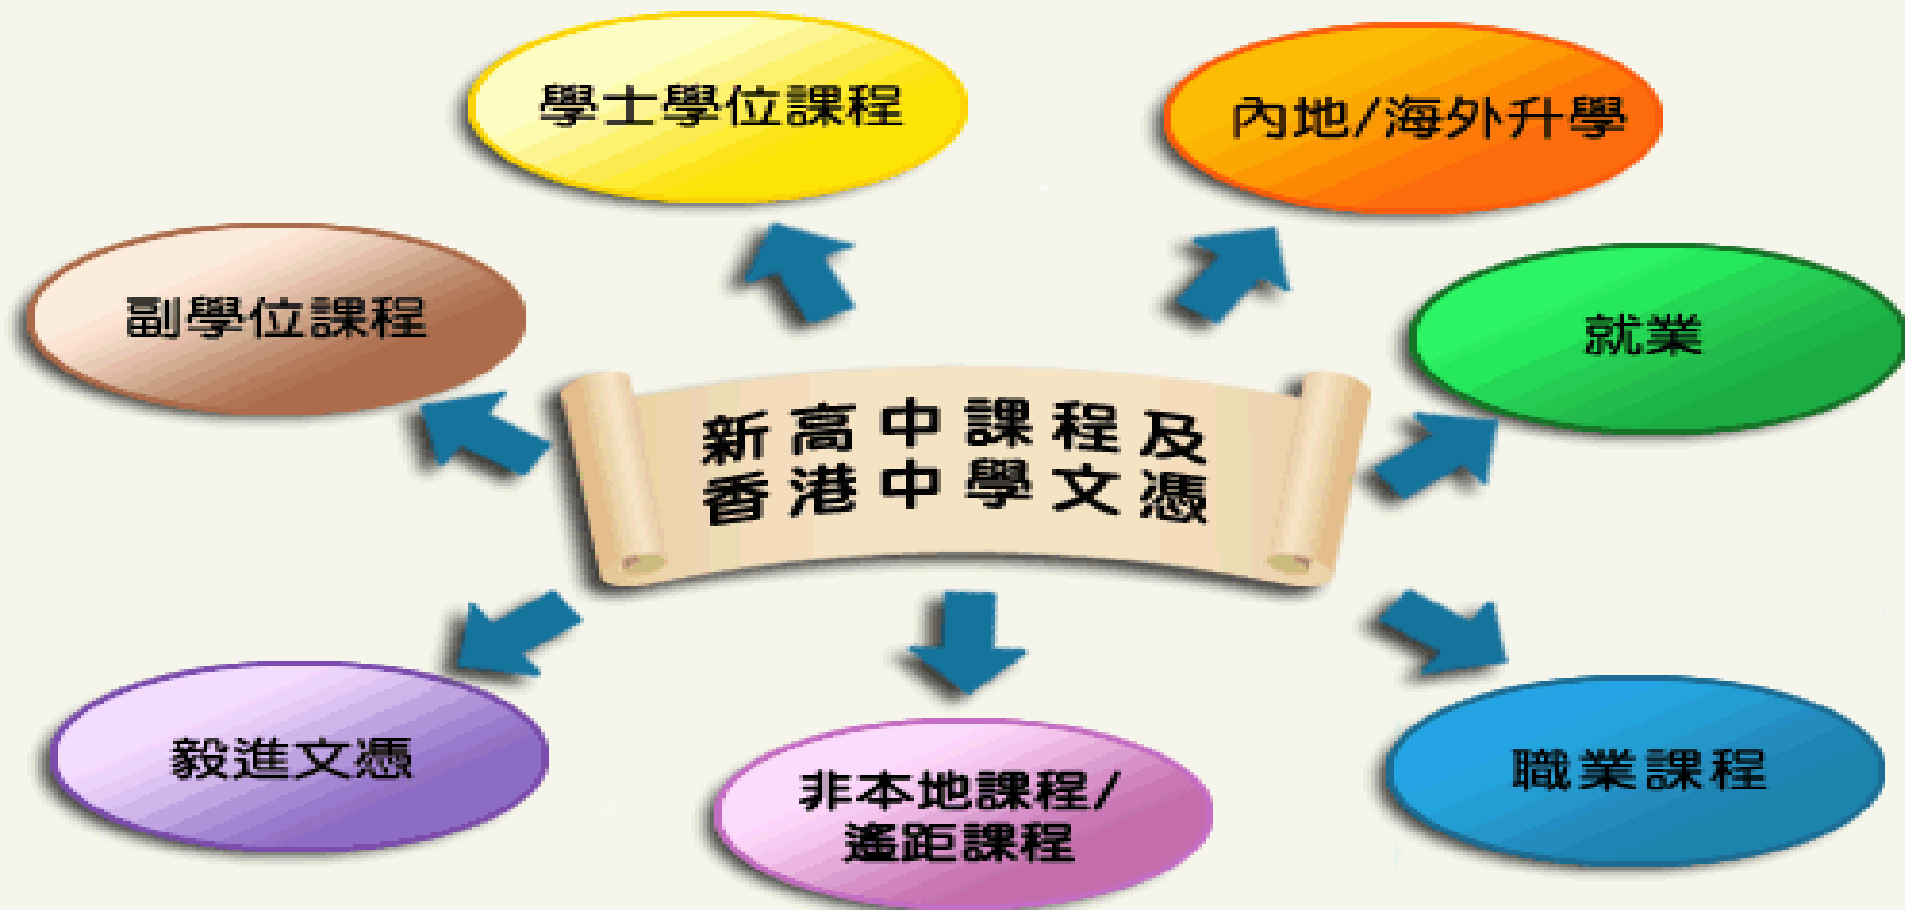 學士學位課程
內地/海外升學
副學位課程
就業
新高中課程及
香港中學文憑
毅進文憑
非本地課程/
遙距課程
職業課程